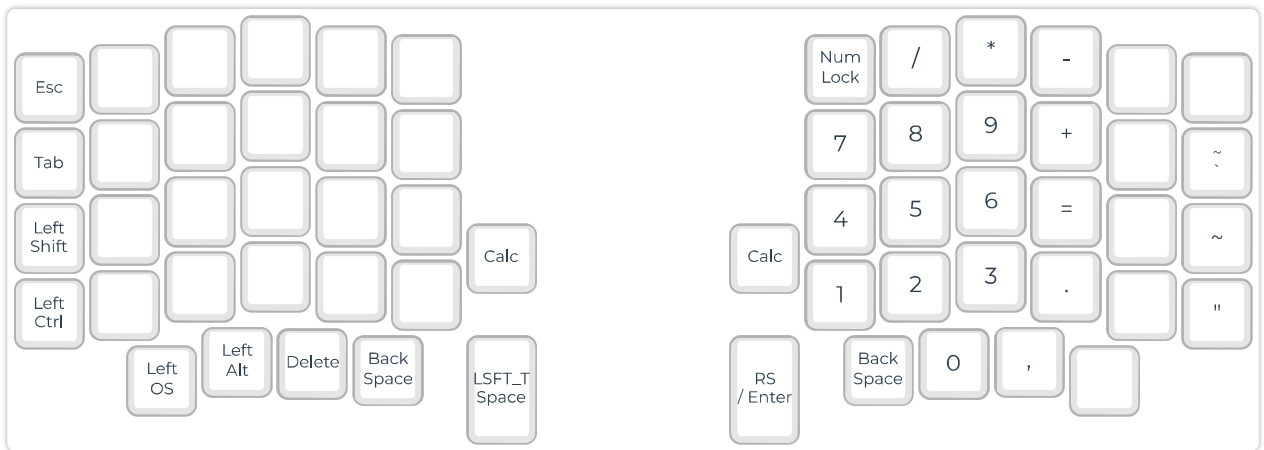 Esc
Tab
Left
Shift
Left
Ctrl
Left
OS
Left
Alt
Delete
Back
Space
Calc
LSFT_T
Space
Num
Lock
/
*
-
7
8
9
+
~
`
4
5
6
=
~
Calc
1
2
3
.
"
RS
/ Enter
Back
Space
0
,